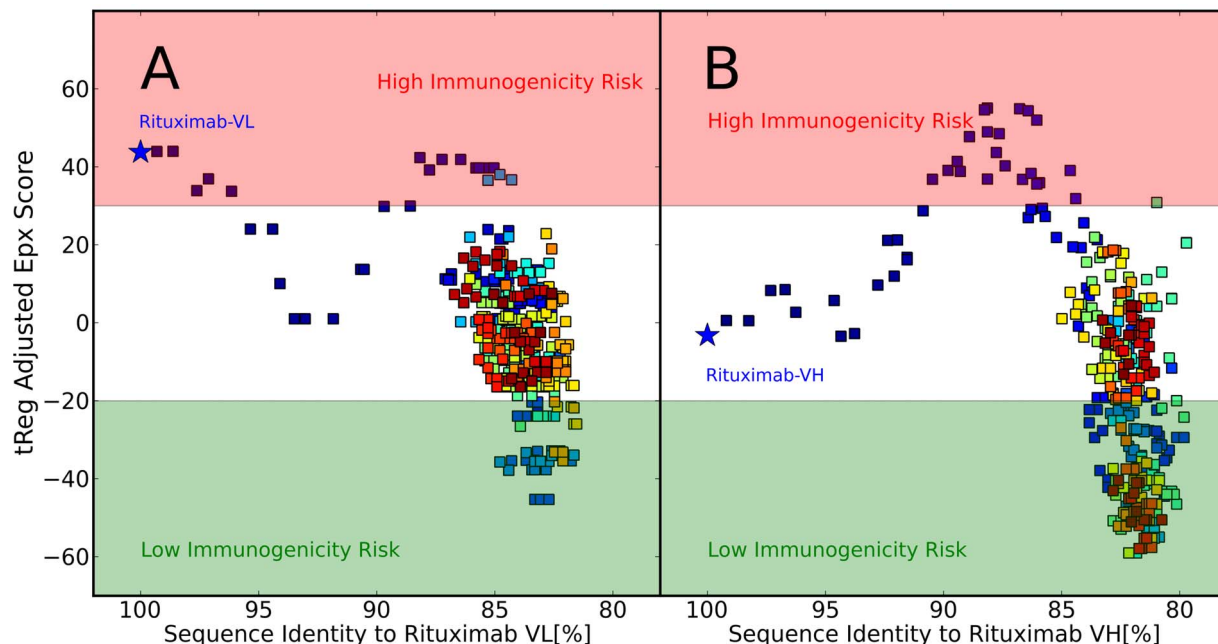 A
High Immunogenicity Risk
Rituximab-VL
Low Immunogenicity Risk
B
High Immunogenicity Risk
Rituximab-VH
Low Immunogenicity Risk
tReg Adjusted Epx Score
60
40
20
0
−20
−40
−60
100 95 90 85 80
Sequence Identity to Rituximab VL[%]
100 95 90 85 80
Sequence Identity to Rituximab VH[%]